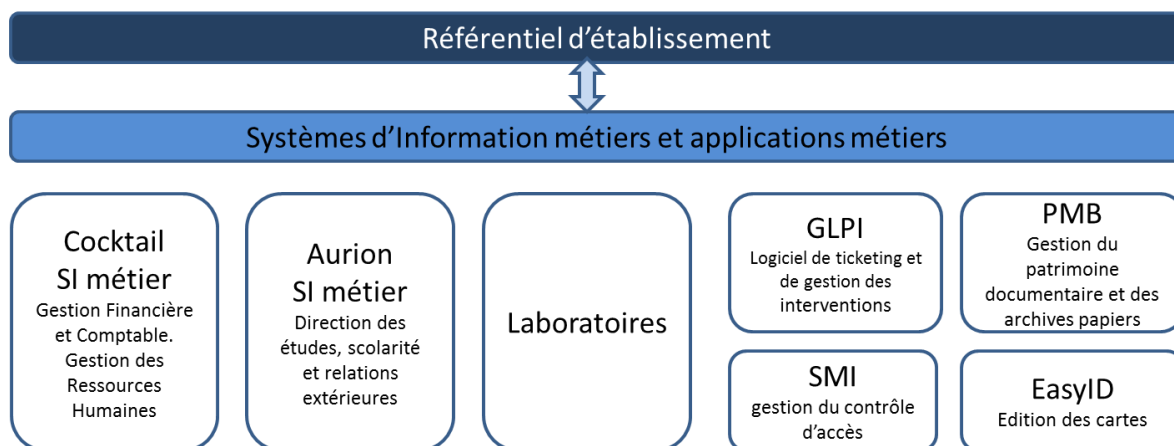 Référentiel d'établissement
Systèmes d'Information métiers et applications métiers
Cocktail
SI métier
Gestion Financière
et Comptable.
Gestion des
Ressources
Humaines
Aurion
SI métier
Direction des
études, scolarité
et relations
extérieures
Laboratoires
GLPI
Logiciel de ticketing et
de gestion des
interventions
PMB
Gestion du
patrimoine
documentaire et des
archives papiers
SMI
gestion du contrôle
d'accès
EasyID
Edition des cartes